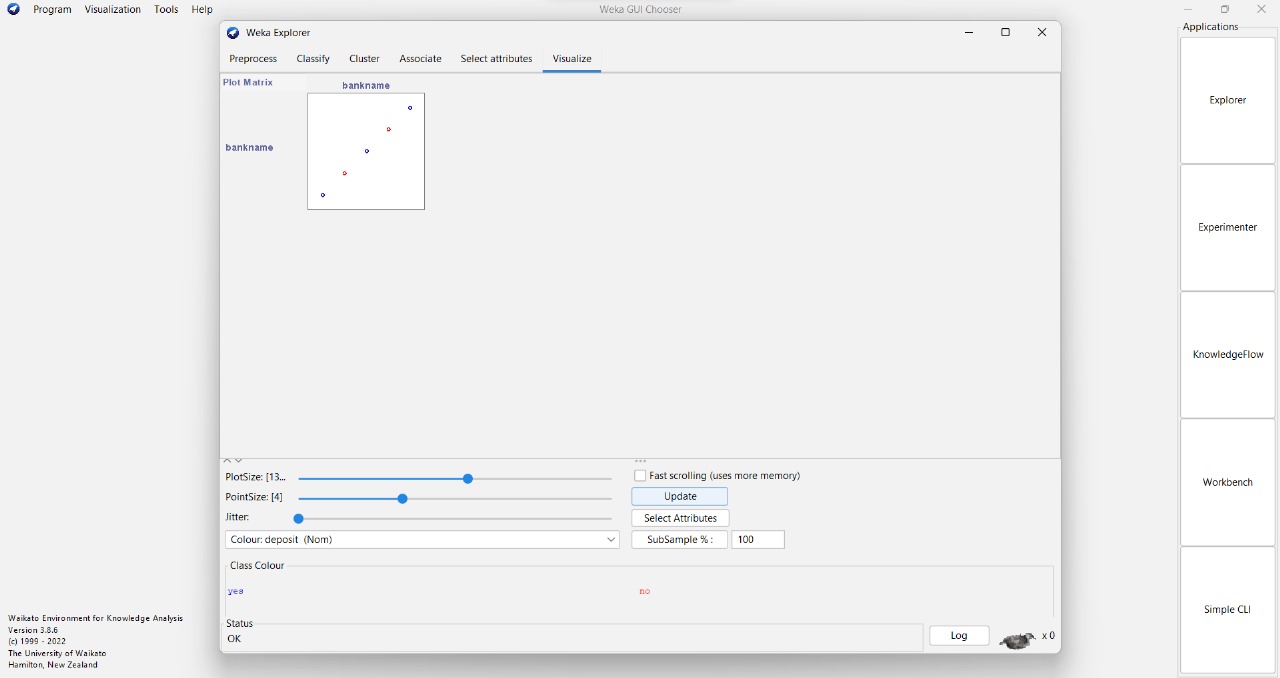 Program Visualization Tools Help
Weka GUI Chooser
Applications
Weka Explorer
Preprocess Classify Cluster Associate Select attributes Visualize
Plot Matrix
bankname
bankname
Explorer
Experimenter
KnowledgeFlow
Workbench
Simple CLI
PlotSize: [13...
Fast scrolling (uses more memory)
PointSize: [4]
Update
Jitter:
Select Attributes
Colour: deposit (Nom)
SubSample % :
100
Class Colour
yes
no
Status
OK
Log
x 0
Waikato Environment for Knowledge Analysis
Version 3.8.6
(c) 1999 - 2022
The University of Waikato
Hamilton, New Zealand